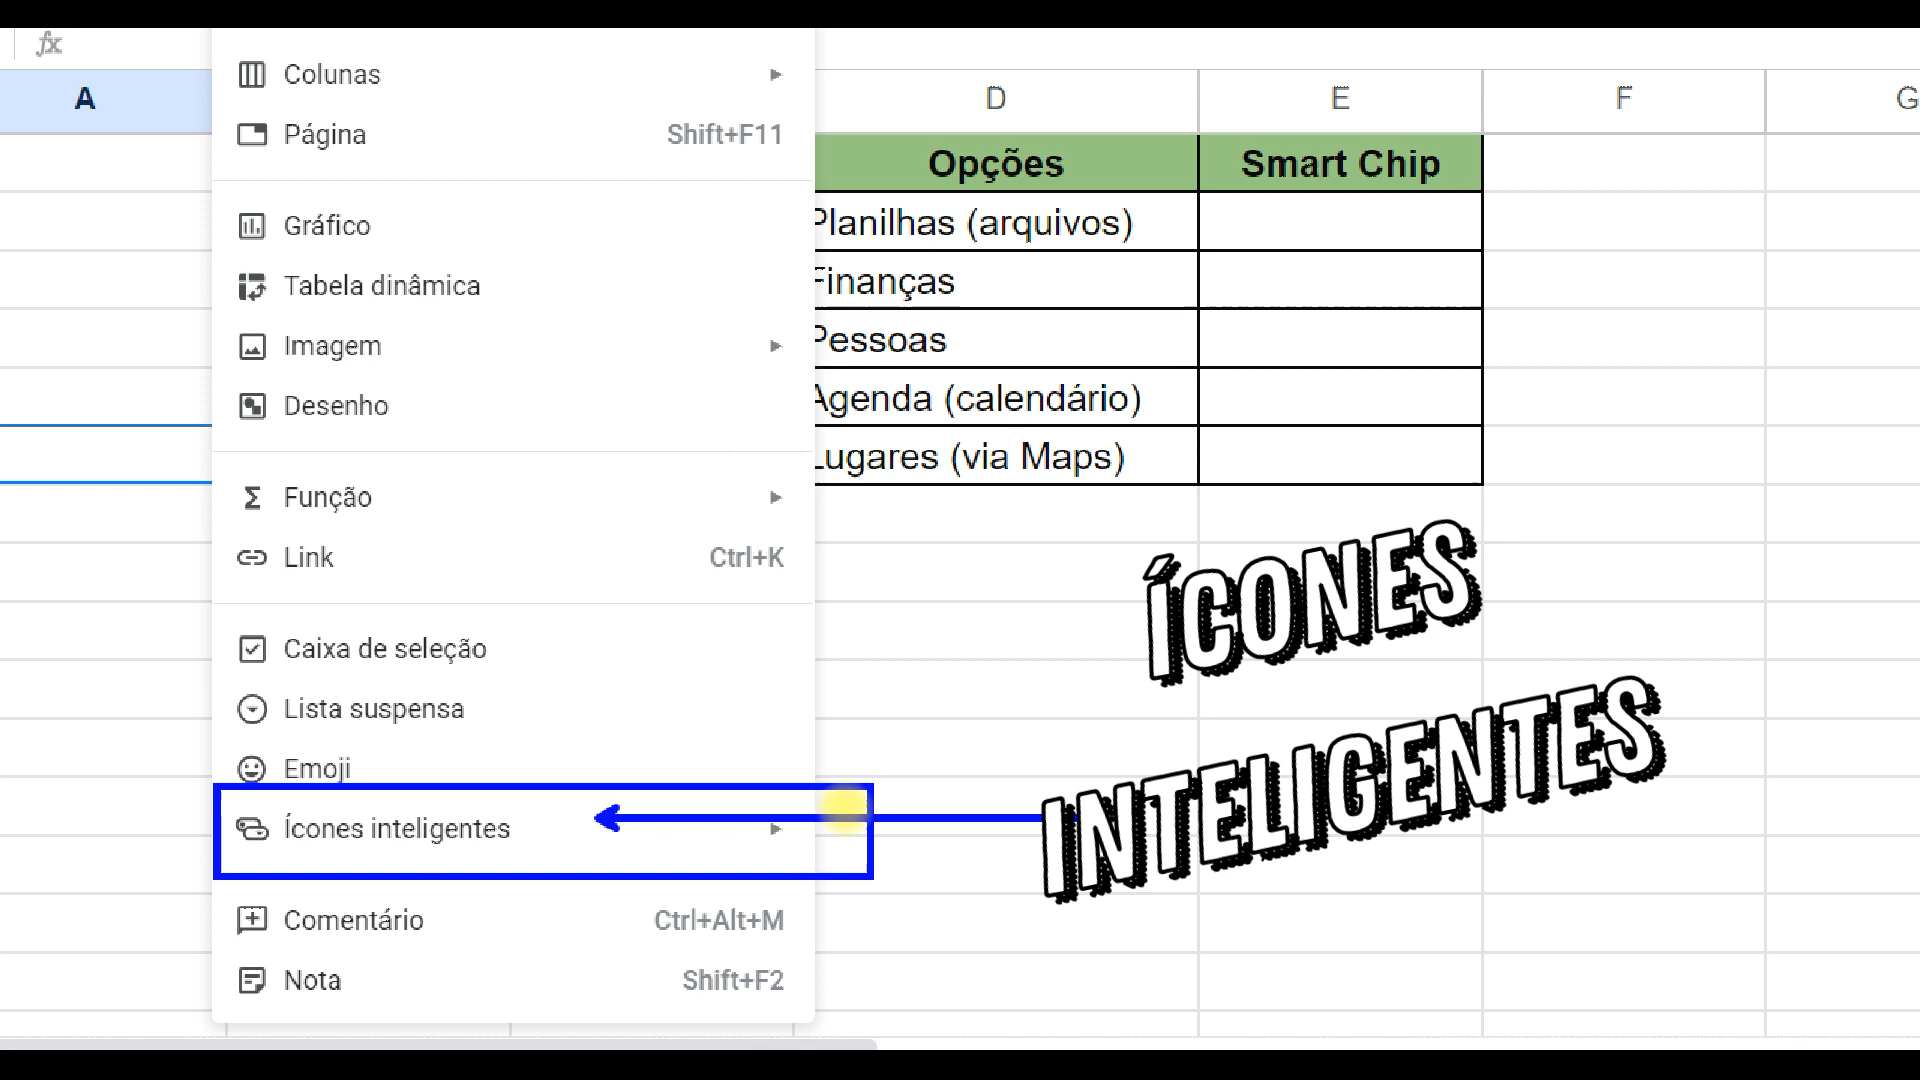 fx
A
D
E
F
G
Colunas
Página Shift+F11
Gráfico
Tabela dinâmica
Imagem
Desenho
Função
Link Ctrl+K
Caixa de seleção
Lista suspensa
Emoji
Ícones inteligentes
Comentário Ctrl+Alt+M
Nota Shift+F2
Opções Smart Chip
Planilhas (arquivos)
Finanças
Pessoas
Agenda (calendário)
Lugares (via Maps)
ÍCONES
INTELIGENTES